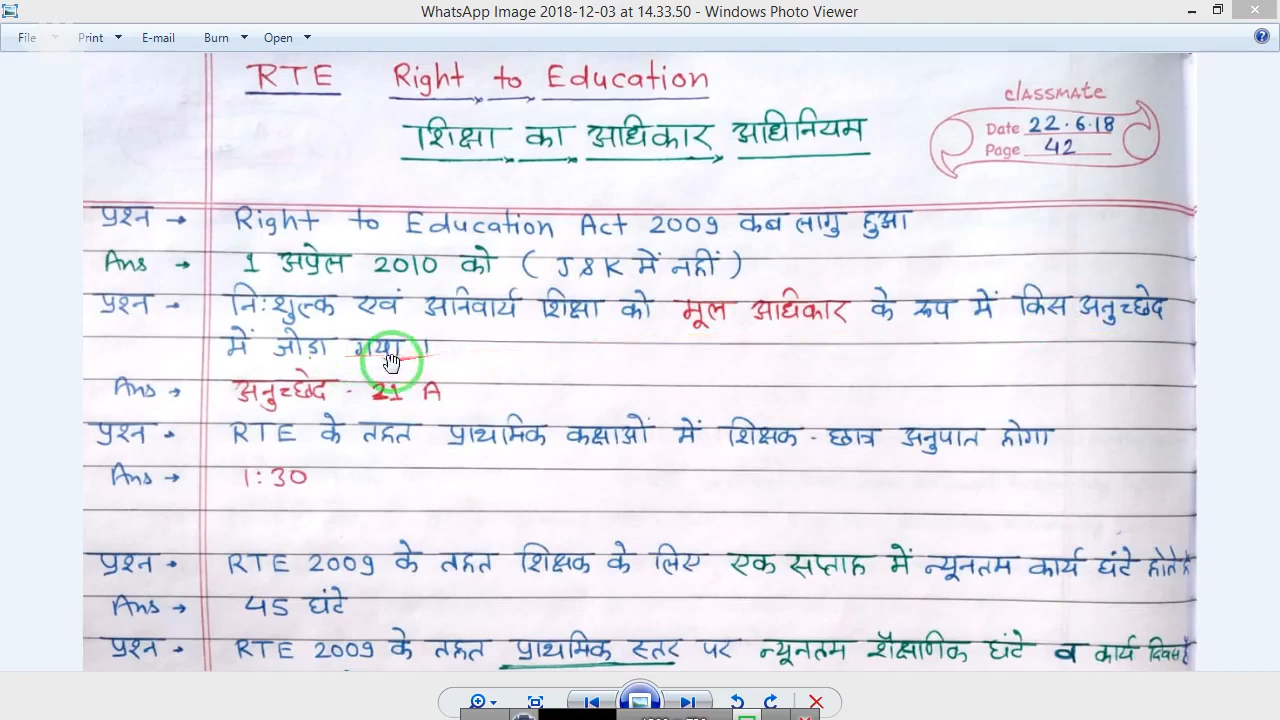 WhatsApp Image 2018-12-03 at 14.33.50 - Windows Photo Viewer
File Print E-mail Burn Open
RTE Right to Education
classmate
शिक्षा का अधिकार अधिनियम
Date 22.6.18
Page 42
प्रश्न → Right to Education Act 2009 कब लागु हुआ
Ans → 1 अप्रेल 2010 को ( J & K में नहीं )
प्रश्न → निःशुल्क एवं अनिवार्य शिक्षा को मूल अधिकार के रूप में किस अनुच्छेद
में जोड़ा गया।
Ans → अनुच्छेद - 21 A
प्रश्न → RTE के तहत प्राथमिक कक्षाओं में शिक्षक - छात्र अनुपात होगा
Ans → 1:30
प्रश्न → RTE 2009 के तहत शिक्षक के लिए एक सप्ताह में न्यूनतम कार्य घंटे होते है
Ans → 45 घंटे
प्रश्न → RTE 2009 के तहत प्राथमिक स्तर पर न्यूनतम शैक्षणिक घंटे व कार्य दिवस है